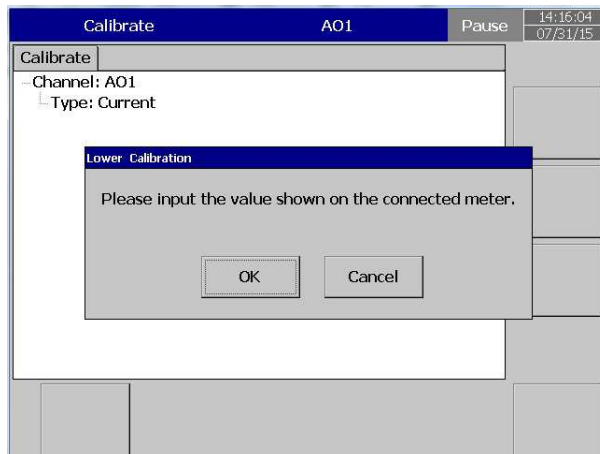 Calibrate AO1 Pause 14:16:04
07/31/15
Calibrate
Channel: AO1
Type: Current
Lower Calibration
Please input the value shown on the connected meter.
OK Cancel